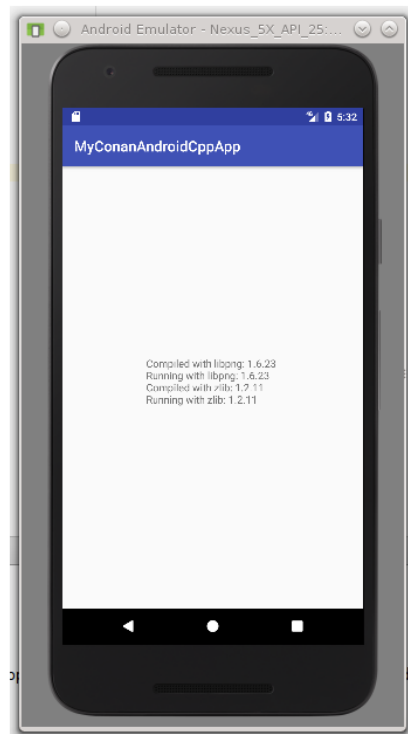 Android Emulator - Nexus_5X_API_25:...
5:32
MyConanAndroidCppApp
Compiled with libpng: 1.6.23
Running with libpng: 1.6.23
Compiled with zlib: 1.2.11
Running with zlib: 1.2.11